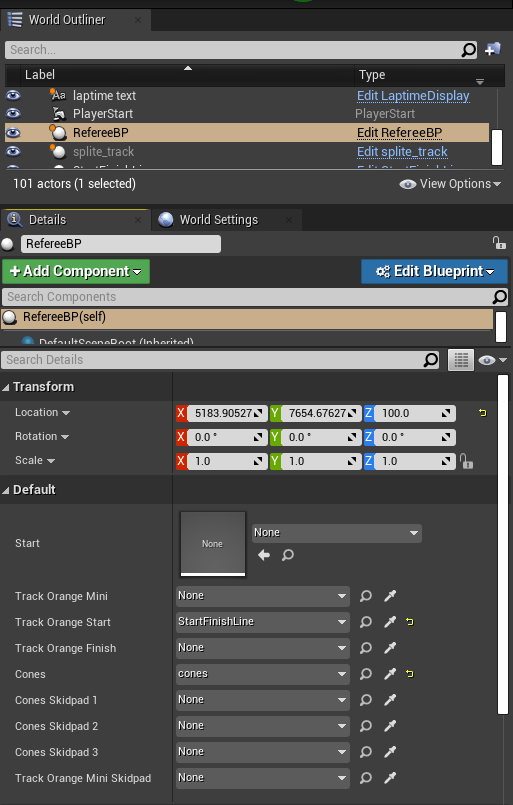 World Outliner
Search...
Label Type
laptime text Edit LaptimeDisplay
PlayerStart PlayerStart
RefereeBP Edit RefereeBP
splite_track Edit splite_track
101 actors (1 selected) View Options
Details World Settings
RefereeBP
+ Add Component Edit Blueprint
Search Components
RefereeBP(self)
DefaultSceneRoot (Inherited)
Search Details
Transform
Location X 5183.90527 Y 7654.67627 Z 100.0
Rotation X 0.0 ° Y 0.0 ° Z 0.0 °
Scale X 1.0 Y 1.0 Z 1.0
Default
Start None None
Track Orange Mini None
Track Orange Start StartFinishLine
Track Orange Finish None
Cones cones
Cones Skidpad 1 None
Cones Skidpad 2 None
Cones Skidpad 3 None
Track Orange Mini Skidpad None